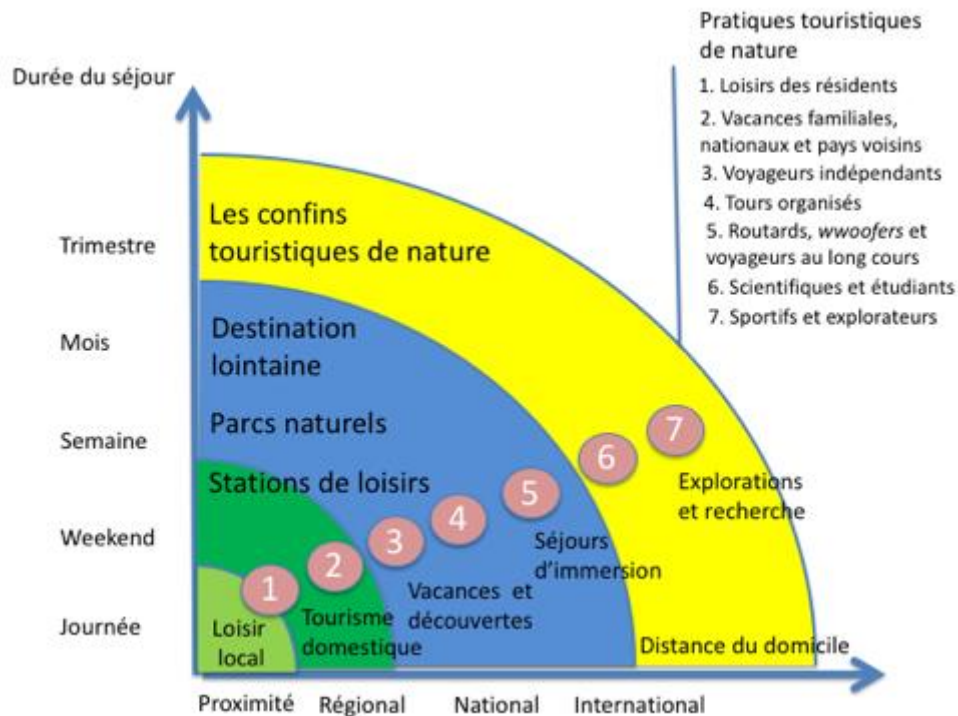 Pratiques touristiques
de nature
1. Loisirs des résidents
2. Vacances familiales,
nationaux et pays voisins
3. Voyageurs indépendants
4. Tours organisés
5. Routards, wwoofers et
voyageurs au long cours
6. Scientifiques et étudiants
7. Sportifs et explorateurs
Durée du séjour
Trimestre
Mois
Semaine
Weekend
Journée
Les confins
touristiques de nature
Destination
lointaine
Parcs naturels
Stations de loisirs
1
2
3
4
5
6
7
Explorations
et recherche
Séjours
d'immersion
Vacances et
découvertes
Tourisme
domestique
Loisir
local
Distance du domicile
Proximité
Régional
National
International